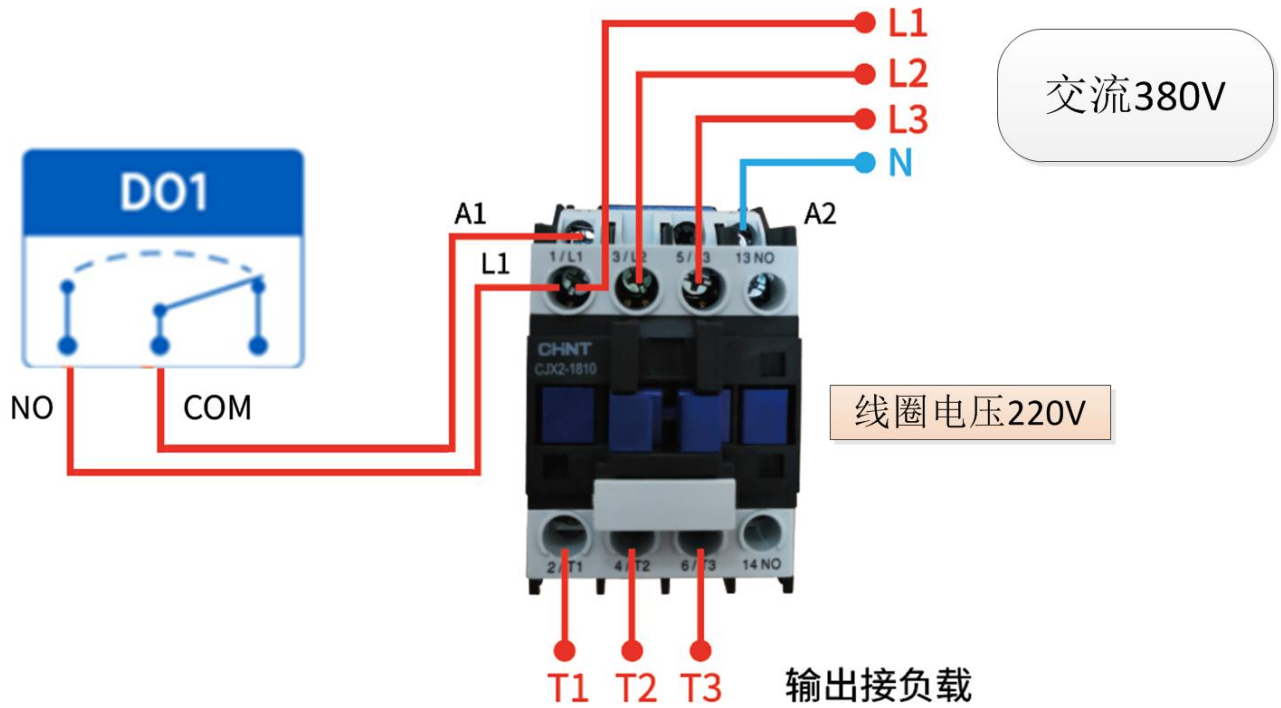 L1
L2
L3
N
交流380V
DO1
A1
A2
L1
1/L1 3/L2 5/L3 13 NO
CHNT
CJX2-1810
NO
COM
线圈电压220V
2/T1 4/T2 6/T3 14 NO
T1 T2 T3
输出接负载